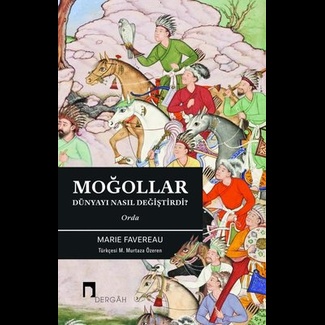 MOĞOLLAR
DÜNYAYI NASIL DEĞİŞTİRDİ?
Orda
MARIE FAVEREAU
Türkçesi M. Murtaza Özeren
DERGÂH